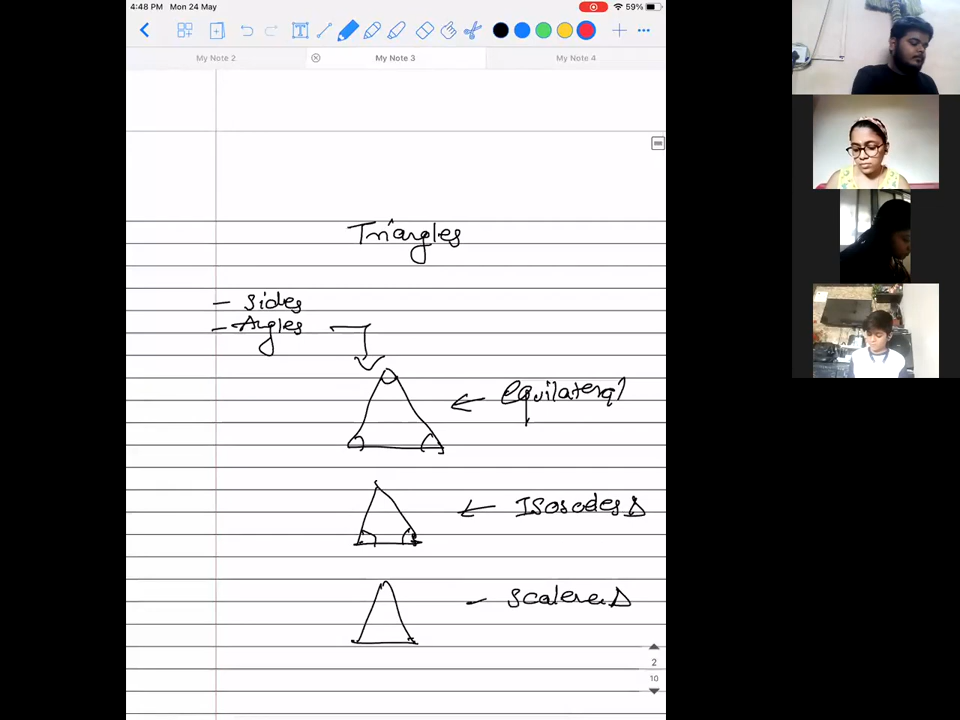 4:48 PM Mon 24 May
59%
My Note 2
My Note 3
My Note 4
Triangles
- Sides
- Angles
equilateral
Isosceles Δ
Scalene Δ
2
10